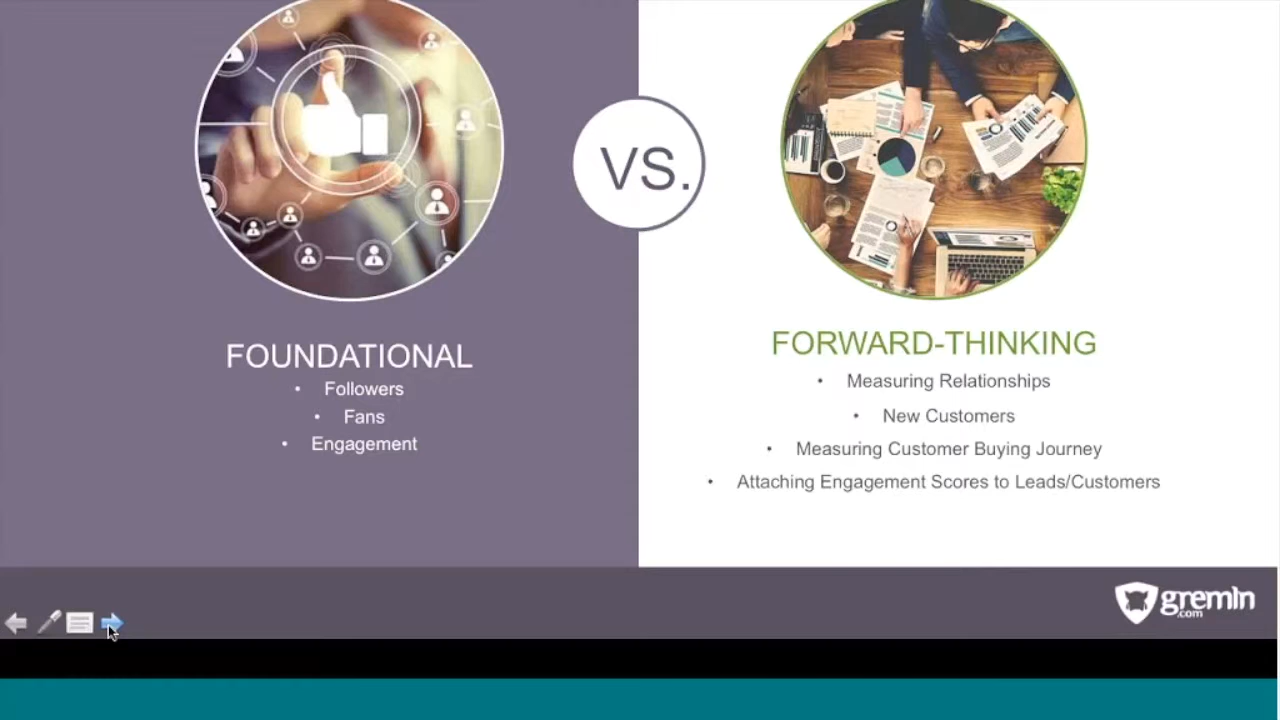 VS.
FOUNDATIONAL
• Followers
• Fans
• Engagement
FORWARD-THINKING
• Measuring Relationships
• New Customers
• Measuring Customer Buying Journey
• Attaching Engagement Scores to Leads/Customers
gremln
.com